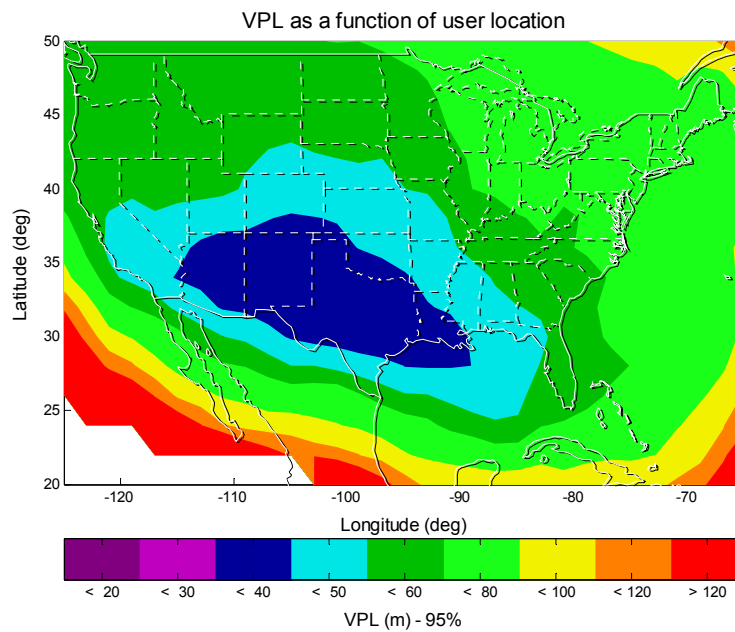 VPL as a function of user location
50
45
40
35
30
25
20
Latitude (deg)
-120 -110 -100 -90 -80 -70
Longitude (deg)
< 20 < 30 < 40 < 50 < 60 < 80 < 100 < 120 > 120
VPL (m) - 95%